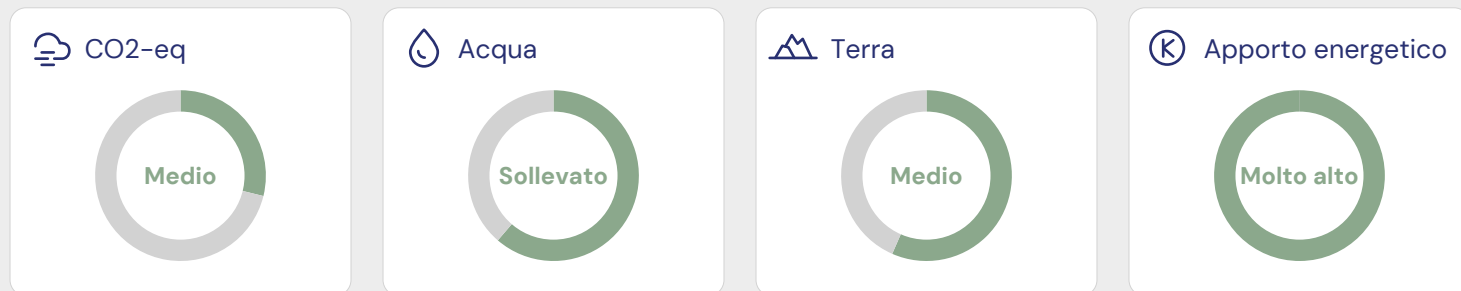 CO2-eq
Medio
Acqua
Sollevato
Terra
Medio
Apporto energetico
Molto alto